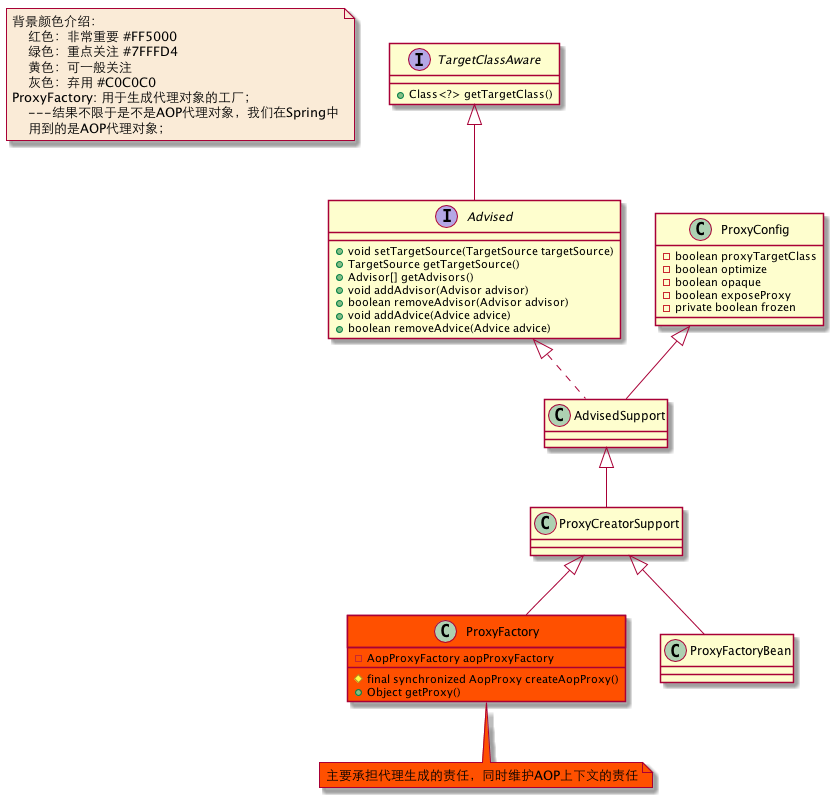 背景颜色介绍:
红色：非常重要 #FF5000
绿色：重点关注 #7FFFD4
黄色：可一般关注
灰色：弃用 #C0C0C0
ProxyFactory: 用于生成代理对象的工厂；
---结果不限于是不是AOP代理对象，我们在Spring中
用到的是AOP代理对象；
I TargetClassAware
Class<?> getTargetClass()
I Advised
void setTargetSource(TargetSource targetSource)
TargetSource getTargetSource()
Advisor[] getAdvisors()
void addAdvisor(Advisor advisor)
boolean removeAdvisor(Advisor advisor)
void addAdvice(Advice advice)
boolean removeAdvice(Advice advice)
C ProxyConfig
boolean proxyTargetClass
boolean optimize
boolean opaque
boolean exposeProxy
private boolean frozen
C AdvisedSupport
C ProxyCreatorSupport
C ProxyFactory
AopProxyFactory aopProxyFactory
final synchronized AopProxy createAopProxy()
Object getProxy()
C ProxyFactoryBean
主要承担代理生成的责任，同时维护AOP上下文的责任